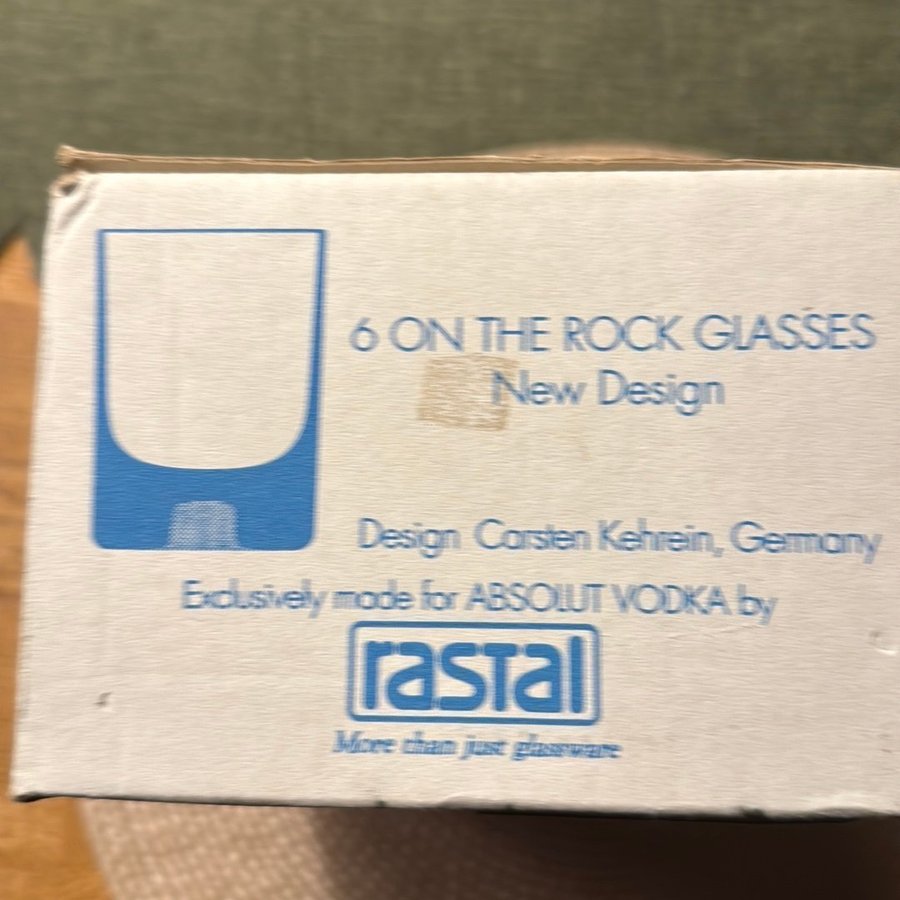 6 ON THE ROCK GLASSES
New Design
Design Carsten Kehrein, Germany
Exclusively made for ABSOLUT VODKA by
rastal
More than just glassware